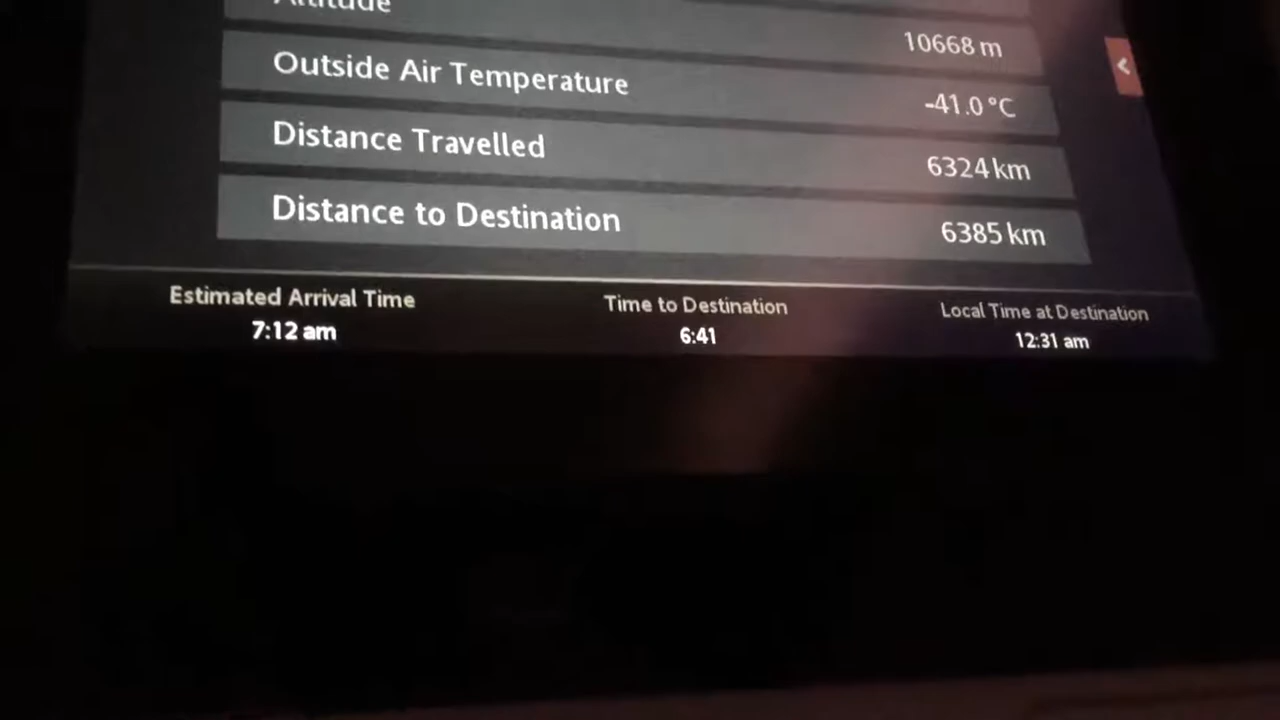 Altitude 10668 m
Outside Air Temperature -41.0 °C
Distance Travelled 6324 km
Distance to Destination 6385 km
Estimated Arrival Time Time to Destination Local Time at Destination
7:12 am 6:41 12:31 am